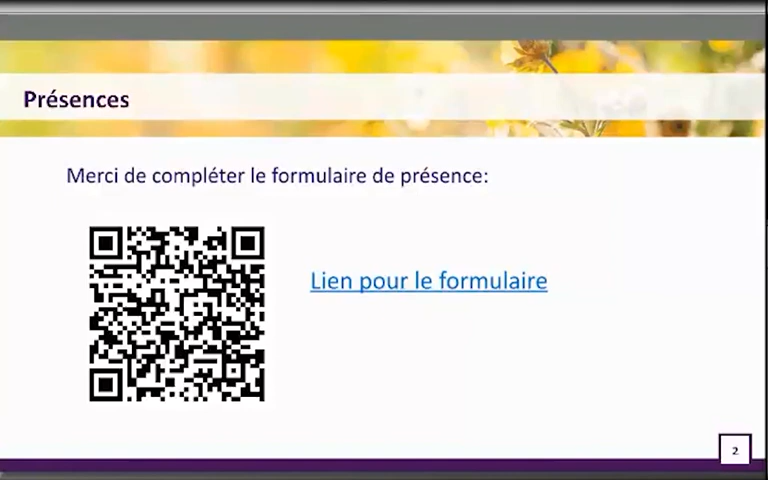 Présences
Merci de compléter le formulaire de présence:
Lien pour le formulaire
2